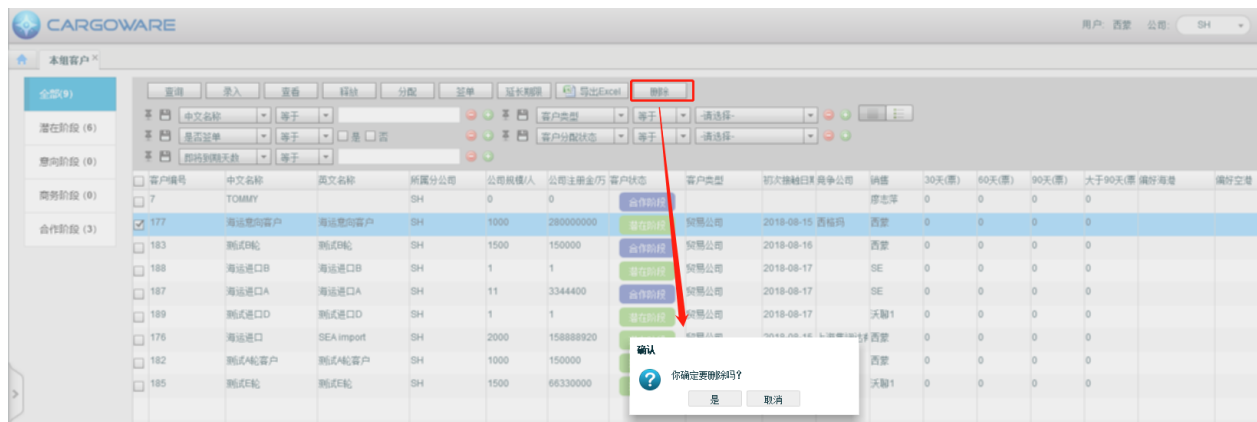 CARGOWARE 用户: 西蒙 公司: SH
本组客户
全部(9) 查询 录入 查看 释放 分配 签单 延长期限 导出Excel 删除
中文名称 等于 客户类型 等于 -请选择-
潜在阶段 (6) 是否签单 等于 是 否 客户分配状态 等于 -请选择-
意向阶段 (0) 即将到期天数 等于
商务阶段 (0)
合作阶段 (3)
客户编号 中文名称 英文名称 所属分公司 公司规模/人 公司注册金/万 客户状态 客户类型 初次接触日期 竞争公司 销售 30天(票) 60天(票) 90天(票) 大于90天(票 偏好海港 偏好空港
7 TOMMY SH 0 0 合作阶段 廖志萍 0 0 0 0
177 海运意向客户 海运意向客户 SH 1000 280000000 潜在阶段 贸易公司 2018-08-15 西格玛 西蒙 0 0 0 0
183 测试B轮 测试B轮 SH 1500 150000 合作阶段 贸易公司 2018-08-16 西蒙 0 0 0 0
188 海运进口B 海运进口B SH 1 1 潜在阶段 贸易公司 2018-08-17 SE 0 0 0 0
187 海运进口A 海运进口A SH 11 3344400 合作阶段 贸易公司 2018-08-17 SE 0 0 0 0
189 测试进口D 测试进口D SH 1 1 潜在阶段 贸易公司 2018-08-17 沃聊1 0 0 0 0
176 海运进口 SEA import SH 2000 158888920 贸易公司 2018-08-15 西蒙 0 0 0 0
182 测试A轮客户 测试A轮客户 SH 1000 150000 西蒙 0 0 0 0
185 测试E轮 测试E轮 SH 1500 66330000 沃聊1 0 0 0 0
确认
你确定要删除吗?
是 取消